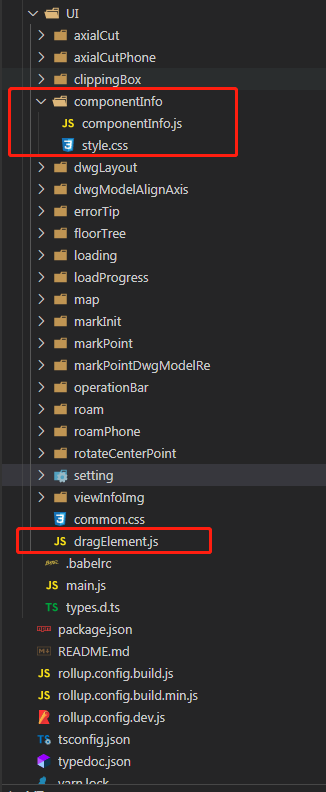 UI
axialCut
axialCutPhone
clippingBox
componentInfo
JS componentInfo.js
style.css
dwgLayout
dwgModelAlignAxis
errorTip
floorTree
loading
loadProgress
map
markInit
markPoint
markPointDwgModelRe
operationBar
roam
roamPhone
rotateCenterPoint
setting
viewInfoImg
common.css
JS dragElement.js
.babelrc
JS main.js
TS types.d.ts
package.json
README.md
rollup.config.build.js
rollup.config.build.min.js
rollup.config.dev.js
tsconfig.json
typedoc.json
yarn.lock